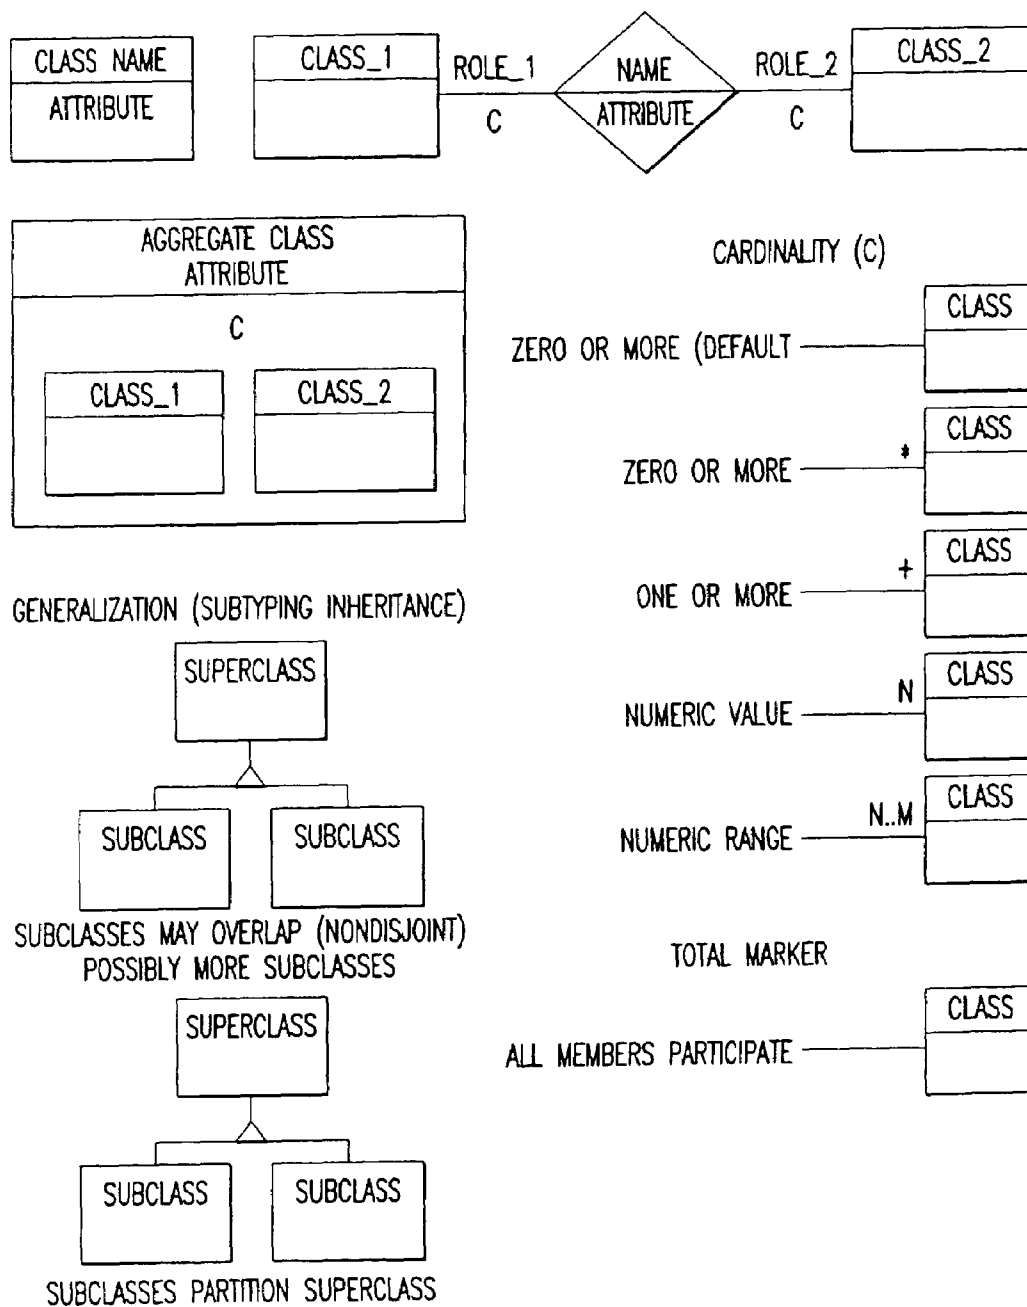 CLASS NAME
ATTRIBUTE
CLASS_1
ROLE_1
C
NAME
ATTRIBUTE
ROLE_2
C
CLASS_2
AGGREGATE CLASS
ATTRIBUTE
C
CLASS_1
CLASS_2
GENERALIZATION (SUBTYPING INHERITANCE)
SUPERCLASS
SUBCLASS
SUBCLASS
SUBCLASSES MAY OVERLAP (NONDISJOINT)
POSSIBLY MORE SUBCLASSES
SUPERCLASS
SUBCLASS
SUBCLASS
SUBCLASSES PARTITION SUPERCLASS
CARDINALITY (C)
ZERO OR MORE (DEFAULT
CLASS
ZERO OR MORE
*
CLASS
ONE OR MORE
+
CLASS
NUMERIC VALUE
N
CLASS
NUMERIC RANGE
N..M
CLASS
TOTAL MARKER
ALL MEMBERS PARTICIPATE
CLASS